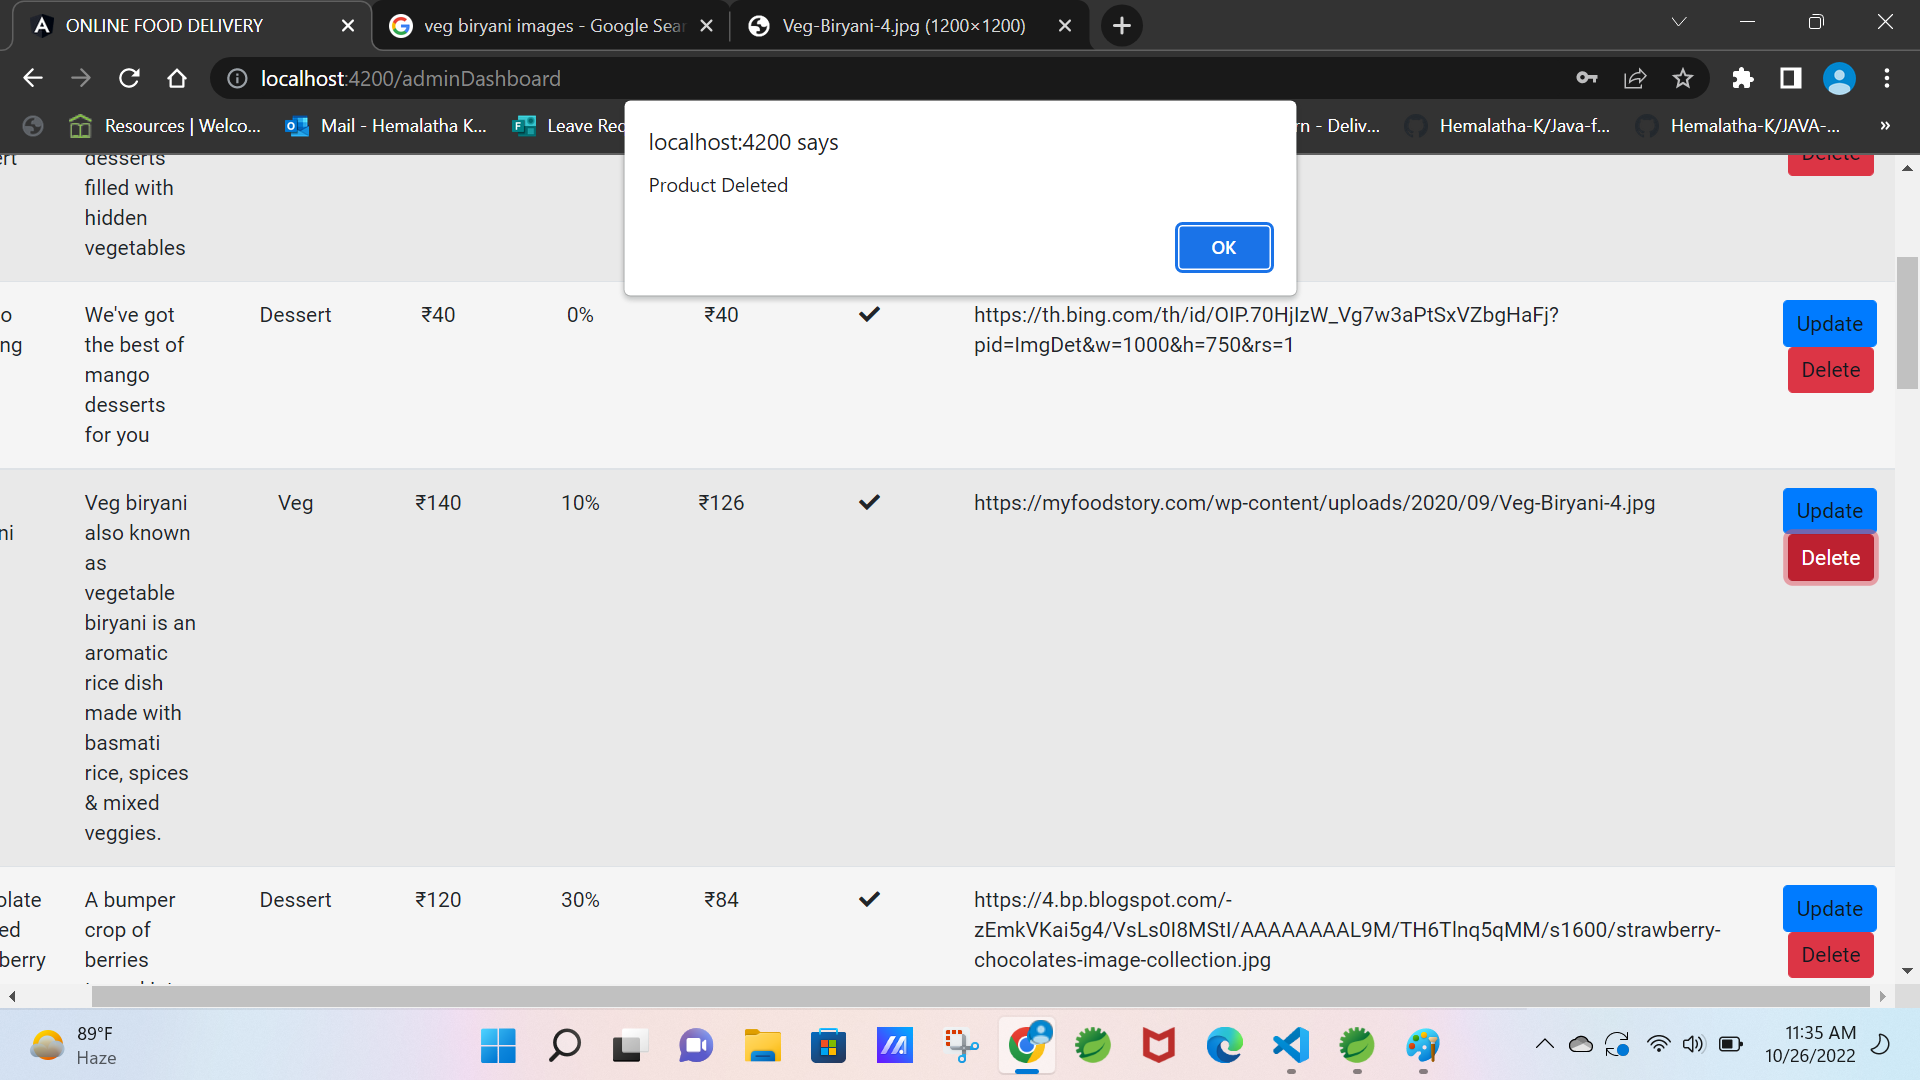 ONLINE FOOD DELIVERY
veg biryani images - Google Sear
Veg-Biryani-4.jpg (1200×1200)
localhost:4200/adminDashboard
Resources | Welco...
Mail - Hemalatha K...
Leave Rec
rn - Deliv...
Hemalatha-K/Java-f...
Hemalatha-K/JAVA-...
»
localhost:4200 says
Product Deleted
OK
ert
desserts
filled with
hidden
vegetables
Delete
o
ng
We've got
the best of
mango
desserts
for you
Dessert
₹40
0%
₹40
https://th.bing.com/th/id/OIP.70HjIzW_Vg7w3aPtSxVZbgHaFj?
pid=ImgDet&w=1000&h=750&rs=1
Update
Delete
ni
Veg biryani
also known
as
vegetable
biryani is an
aromatic
rice dish
made with
basmati
rice, spices
& mixed
veggies.
Veg
₹140
10%
₹126
https://myfoodstory.com/wp-content/uploads/2020/09/Veg-Biryani-4.jpg
Update
Delete
olate
ed
berry
A bumper
crop of
berries
Dessert
₹120
30%
₹84
https://4.bp.blogspot.com/-
zEmkVKai5g4/VsLs0I8MStI/AAAAAAAAL9M/TH6Tlnq5qMM/s1600/strawberry-
chocolates-image-collection.jpg
Update
Delete
89°F
Haze
11:35 AM
10/26/2022